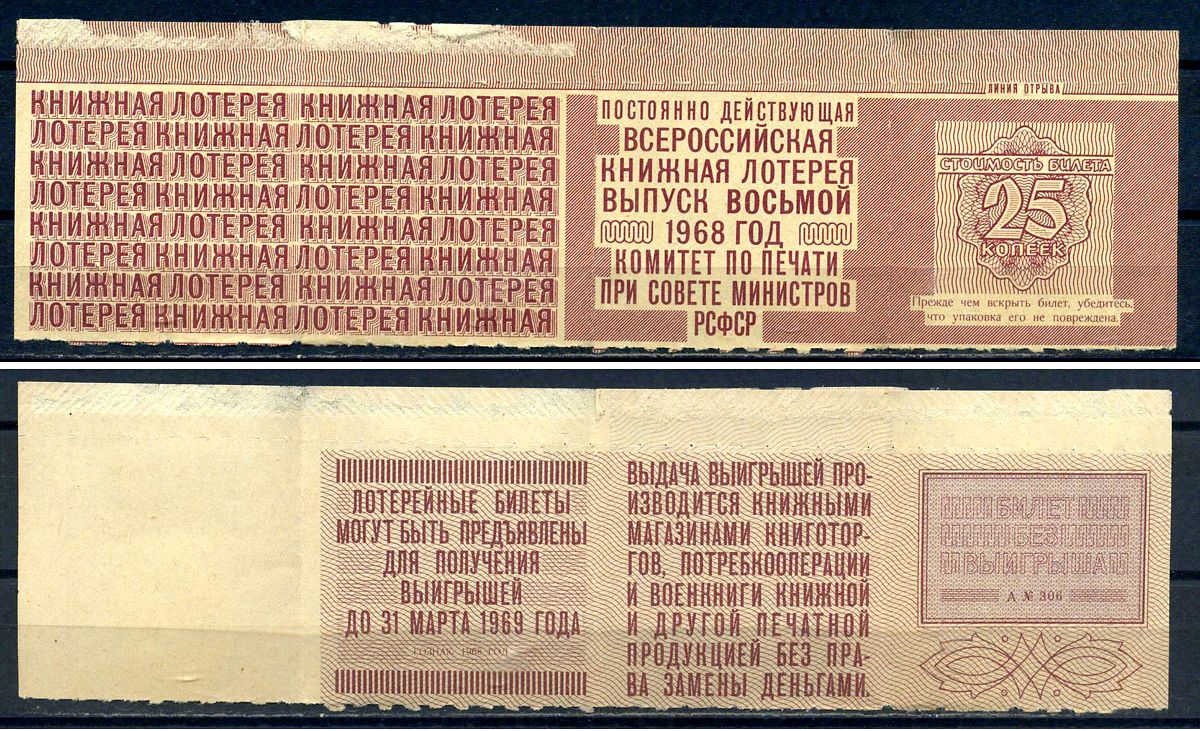 ЛИНИЯ ОТРЫВА
КНИЖНАЯ ЛОТЕРЕЯ КНИЖНАЯ ЛОТЕРЕЯ
ЛОТЕРЕЯ КНИЖНАЯ ЛОТЕРЕЯ КНИЖНАЯ
КНИЖНАЯ ЛОТЕРЕЯ КНИЖНАЯ ЛОТЕРЕЯ
ЛОТЕРЕЯ КНИЖНАЯ ЛОТЕРЕЯ КНИЖНАЯ
КНИЖНАЯ ЛОТЕРЕЯ КНИЖНАЯ ЛОТЕРЕЯ
ЛОТЕРЕЯ КНИЖНАЯ ЛОТЕРЕЯ КНИЖНАЯ
КНИЖНАЯ ЛОТЕРЕЯ КНИЖНАЯ ЛОТЕРЕЯ
ЛОТЕРЕЯ КНИЖНАЯ ЛОТЕРЕЯ КНИЖНАЯ
ПОСТОЯННО ДЕЙСТВУЮЩАЯ
ВСЕРОССИЙСКАЯ
КНИЖНАЯ ЛОТЕРЕЯ
ВЫПУСК ВОСЬМОЙ
1968 ГОД
КОМИТЕТ ПО ПЕЧАТИ
ПРИ СОВЕТЕ МИНИСТРОВ
РСФСР
СТОИМОСТЬ БИЛЕТА
25
КОПЕЕК
Прежде чем вскрыть билет, убедитесь,
что упаковка его не повреждена.
ЛОТЕРЕЙНЫЕ БИЛЕТЫ
МОГУТ БЫТЬ ПРЕДЪЯВЛЕНЫ
ДЛЯ ПОЛУЧЕНИЯ
ВЫИГРЫШЕЙ
ДО 31 МАРТА 1969 ГОДА
ГОЗНАК. 1968 ГОД
ВЫДАЧА ВЫИГРЫШЕЙ ПРО-
ИЗВОДИТСЯ КНИЖНЫМИ
МАГАЗИНАМИ КНИГОТОР-
ГОВ, ПОТРЕБКООПЕРАЦИИ
И ВОЕНКНИГИ КНИЖНОЙ
И ДРУГОЙ ПЕЧАТНОЙ
ПРОДУКЦИЕЙ БЕЗ ПРА-
ВА ЗАМЕНЫ ДЕНЬГАМИ.
БИЛЕТ
БЕЗ
ВЫИГРЫША
А № 306